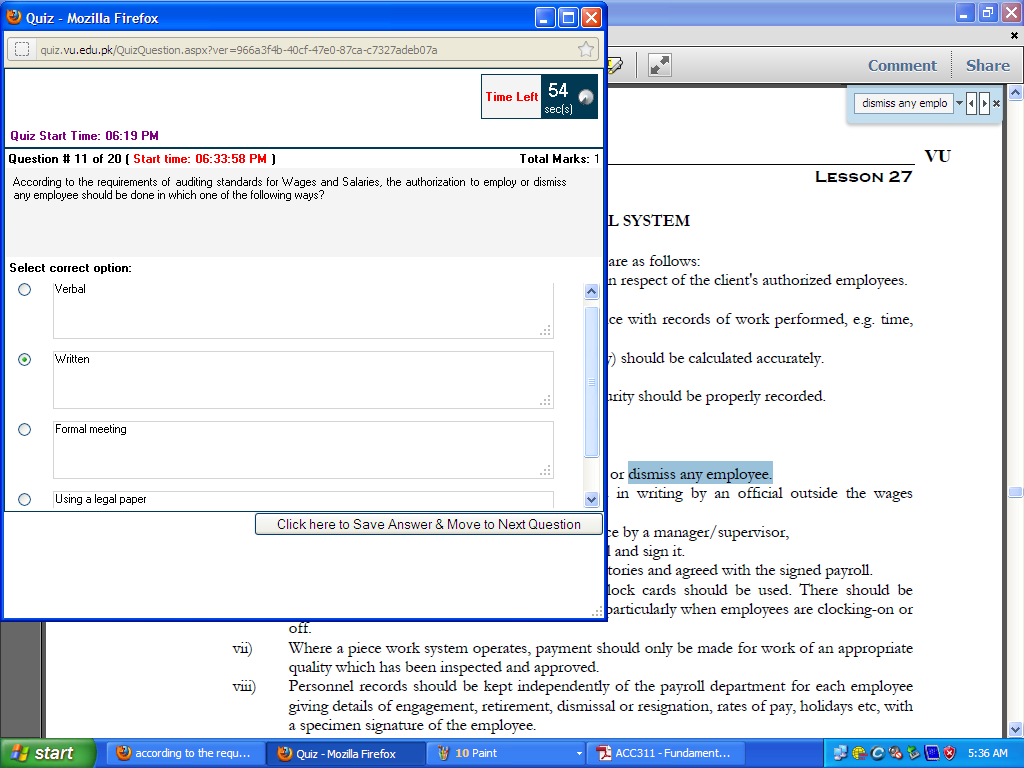 Quiz - Mozilla Firefox
quiz.vu.edu.pk/QuizQuestion.aspx?ver=966a3f4b-40cf-47e0-87ca-c7327adeb07a
Time Left 54 sec(s)
Quiz Start Time: 06:19 PM
Question # 11 of 20 ( Start time: 06:33:58 PM ) Total Marks: 1
According to the requirements of auditing standards for Wages and Salaries, the authorization to employ or dismiss
any employee should be done in which one of the following ways?
Select correct option:
Verbal
Written
Formal meeting
Using a legal paper
Click here to Save Answer & Move to Next Question
Comment Share
dismiss any emplo
VU
LESSON 27
L SYSTEM
are as follows:
n respect of the client's authorized employees.
ce with records of work performed, e.g. time,
) should be calculated accurately.
urity should be properly recorded.
or dismiss any employee.
in writing by an official outside the wages
ce by a manager/supervisor,
l and sign it.
tories and agreed with the signed payroll.
lock cards should be used. There should be
particularly when employees are clocking-on or
off.
vii) Where a piece work system operates, payment should only be made for work of an appropriate
quality which has been inspected and approved.
viii) Personnel records should be kept independently of the payroll department for each employee
giving details of engagement, retirement, dismissal or resignation, rates of pay, holidays etc, with
a specimen signature of the employee.
start according to the requ... Quiz - Mozilla Firefox 10 Paint ACC311 - Fundament... 5:36 AM